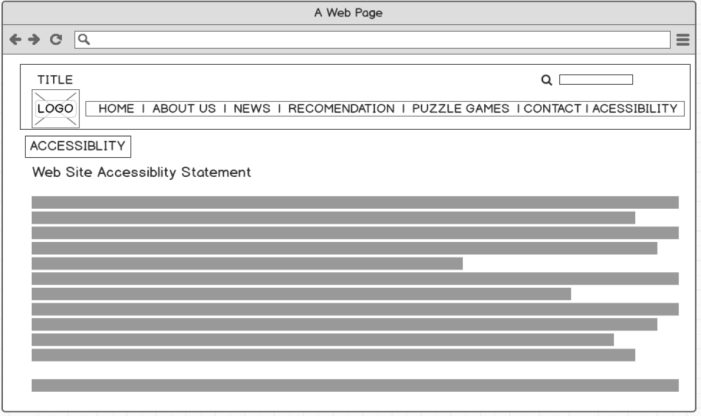 A Web Page
TITLE
LOGO
HOME | ABOUT US | NEWS | RECOMENDATION | PUZZLE GAMES | CONTACT | ACESSIBILITY
ACCESSIBLITY
Web Site Accessiblity Statement